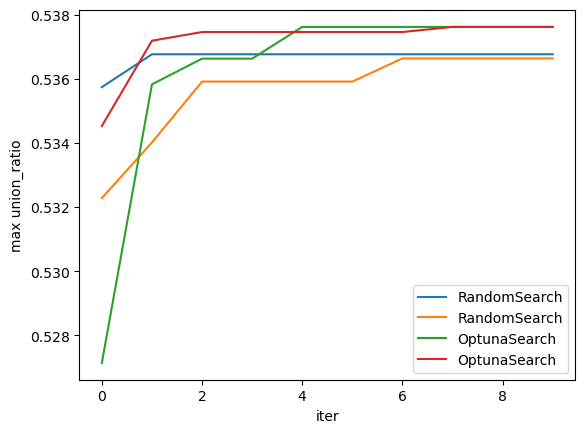 0.538
0.536
0.534
0.532
0.530
0.528
max union_ratio
0 2 4 6 8
iter
RandomSearch
RandomSearch
OptunaSearch
OptunaSearch